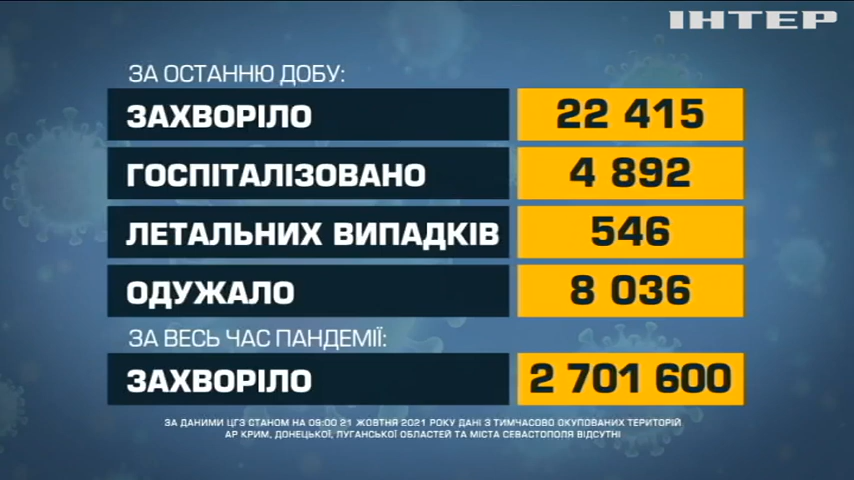 ІНТЕР
ЗА ОСТАННЮ ДОБУ:
ЗАХВОРІЛО 22 415
ГОСПІТАЛІЗОВАНО 4 892
ЛЕТАЛЬНИХ ВИПАДКІВ 546
ОДУЖАЛО 8 036
ЗА ВЕСЬ ЧАС ПАНДЕМІЇ:
ЗАХВОРІЛО 2 701 600
ЗА ДАНИМИ ЦГЗ СТАНОМ НА 09:00 21 ЖОВТНЯ 2021 РОКУ ДАНІ З ТИМЧАСОВО ОКУПОВАНИХ ТЕРИТОРІЙ
АР КРИМ, ДОНЕЦЬКОЇ, ЛУГАНСЬКОЇ ОБЛАСТЕЙ ТА МІСТА СЕВАСТОПОЛЯ ВІДСУТНІ